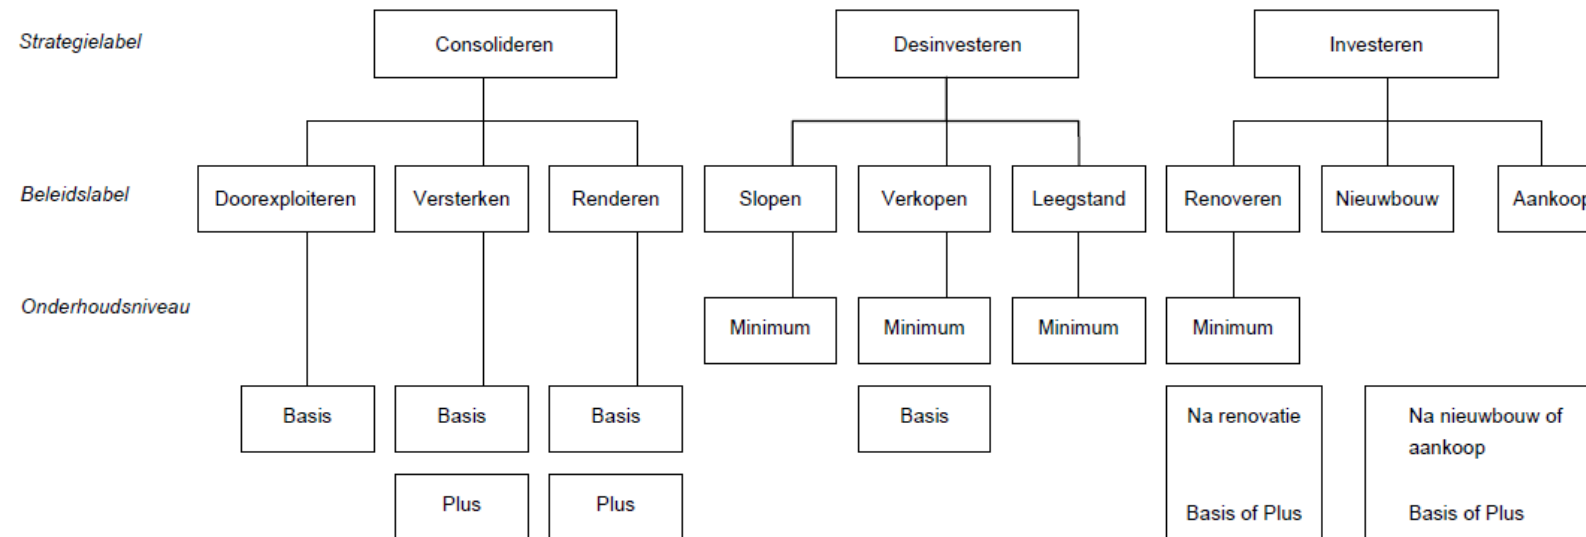 Strategielabel
Consolideren
Desinvesteren
Investeren
Beleidslabel
Doorexploiteren
Versterken
Renderen
Slopen
Verkopen
Leegstand
Renoveren
Nieuwbouw
Aankoop
Onderhoudsniveau
Minimum
Minimum
Minimum
Minimum
Basis
Basis
Basis
Basis
Na renovatie
Na nieuwbouw of
aankoop
Plus
Plus
Basis of Plus
Basis of Plus